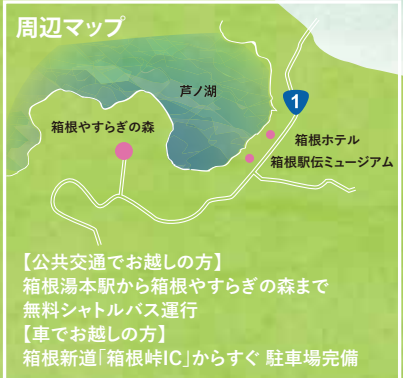 周辺マップ
芦ノ湖
1
箱根やすらぎの森
箱根ホテル
箱根駅伝ミュージアム
【公共交通でお越しの方】
箱根湯本駅から箱根やすらぎの森まで
無料シャトルバス運行
【車でお越しの方】
箱根新道「箱根峠IC」からすぐ 駐車場完備